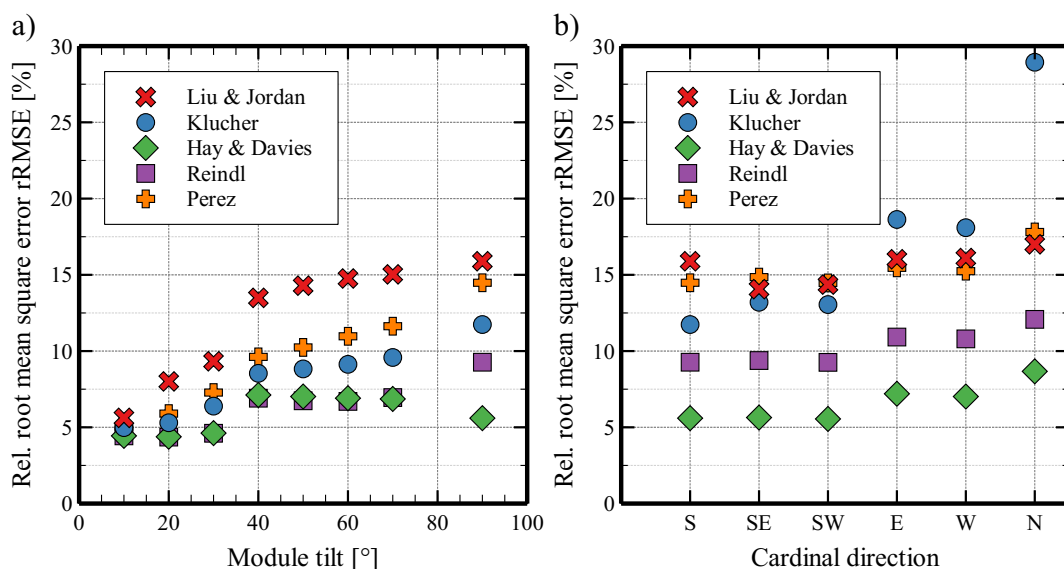 a)
Rel. root mean square error rRMSE [%]
30
25
20
15
10
5
0
Liu & Jordan
Klucher
Hay & Davies
Reindl
Perez
0 20 40 60 80 100
Module tilt [°]
b)
Rel. root mean square error rRMSE [%]
30
25
20
15
10
5
0
Liu & Jordan
Klucher
Hay & Davies
Reindl
Perez
S SE SW E W N
Cardinal direction